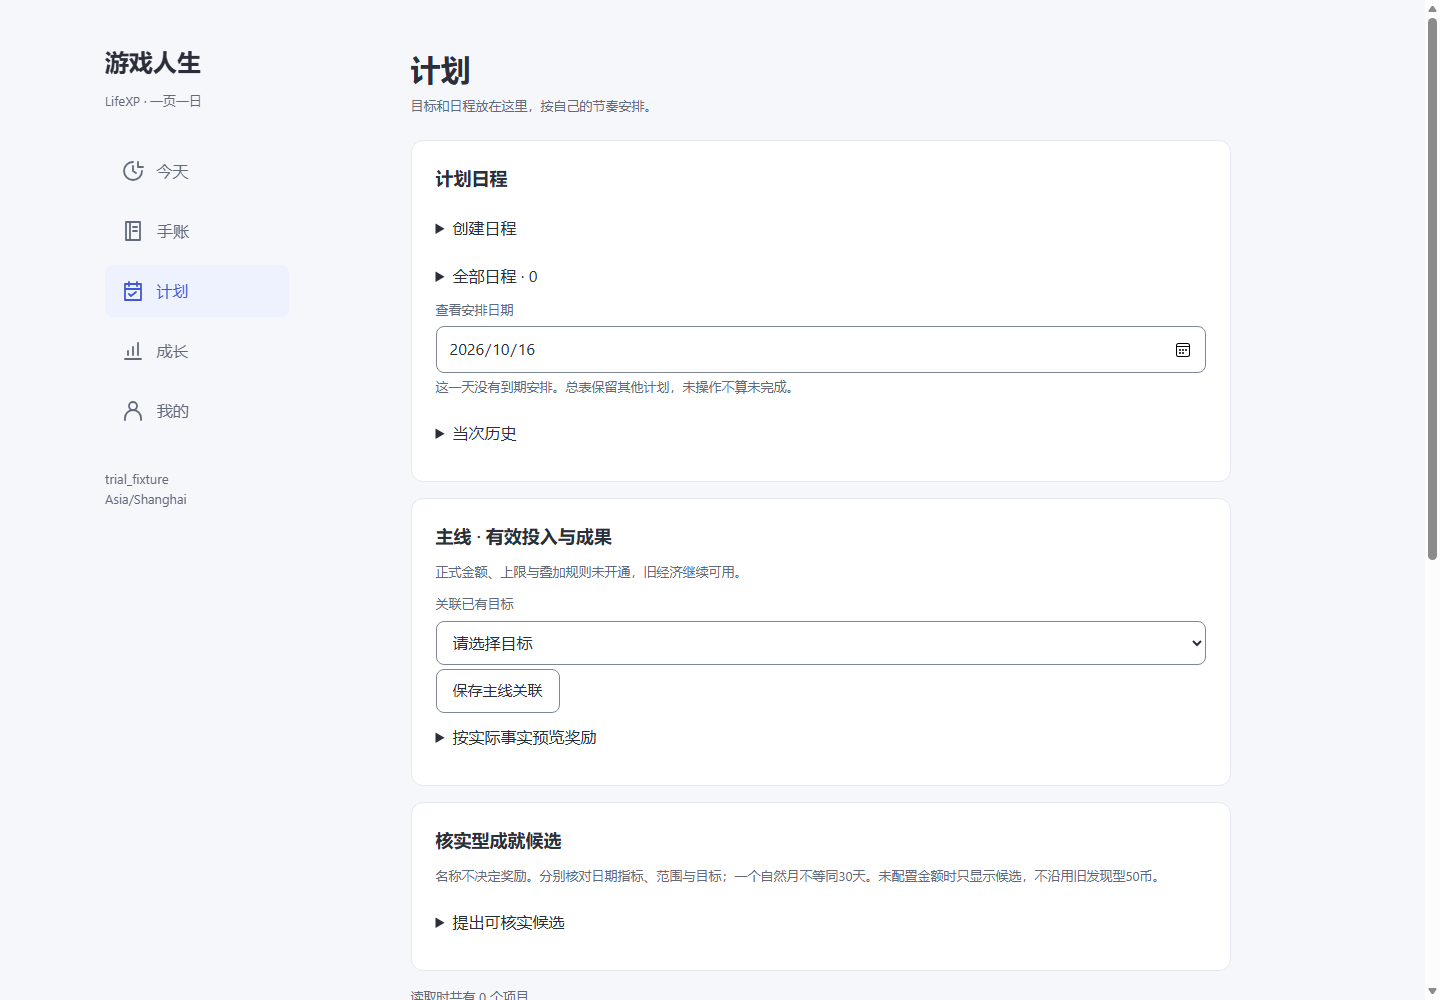 游戏人生
LifeXP · 一页一日
今天
手账
计划
成长
我的
trial_fixture
Asia/Shanghai
计划
目标和日程放在这里，按自己的节奏安排。
计划日程
创建日程
全部日程 · 0
查看安排日期
2026/10/16
这一天没有到期安排。总表保留其他计划，未操作不算未完成。
当次历史
主线 · 有效投入与成果
正式金额、上限与叠加规则未开通，旧经济继续可用。
关联已有目标
请选择目标
保存主线关联
按实际事实预览奖励
核实型成就候选
名称不决定奖励。分别核对日期指标、范围与目标；一个自然月不等同30天。未配置金额时只显示候选，不沿用旧发现型50币。
提出可核实候选
读取时共有 0 个项目